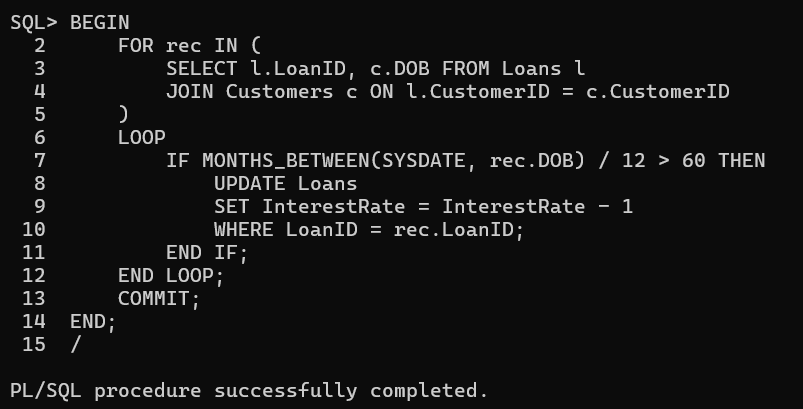 SQL> BEGIN
  2      FOR rec IN (
  3          SELECT l.LoanID, c.DOB FROM Loans l
  4          JOIN Customers c ON l.CustomerID = c.CustomerID
  5      )
  6      LOOP
  7          IF MONTHS_BETWEEN(SYSDATE, rec.DOB) / 12 > 60 THEN
  8              UPDATE Loans
  9              SET InterestRate = InterestRate - 1
 10              WHERE LoanID = rec.LoanID;
 11          END IF;
 12      END LOOP;
 13      COMMIT;
 14  END;
 15  /

PL/SQL procedure successfully completed.